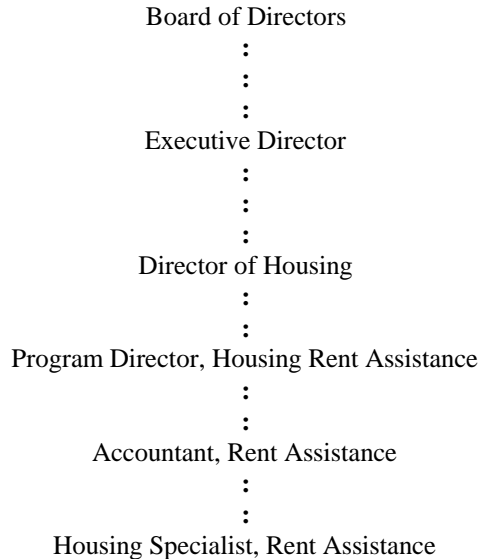 Board of Directors
:
:
:
Executive Director
:
:
:
Director of Housing
:
:
Program Director, Housing Rent Assistance
:
:
Accountant, Rent Assistance
:
:
Housing Specialist, Rent Assistance